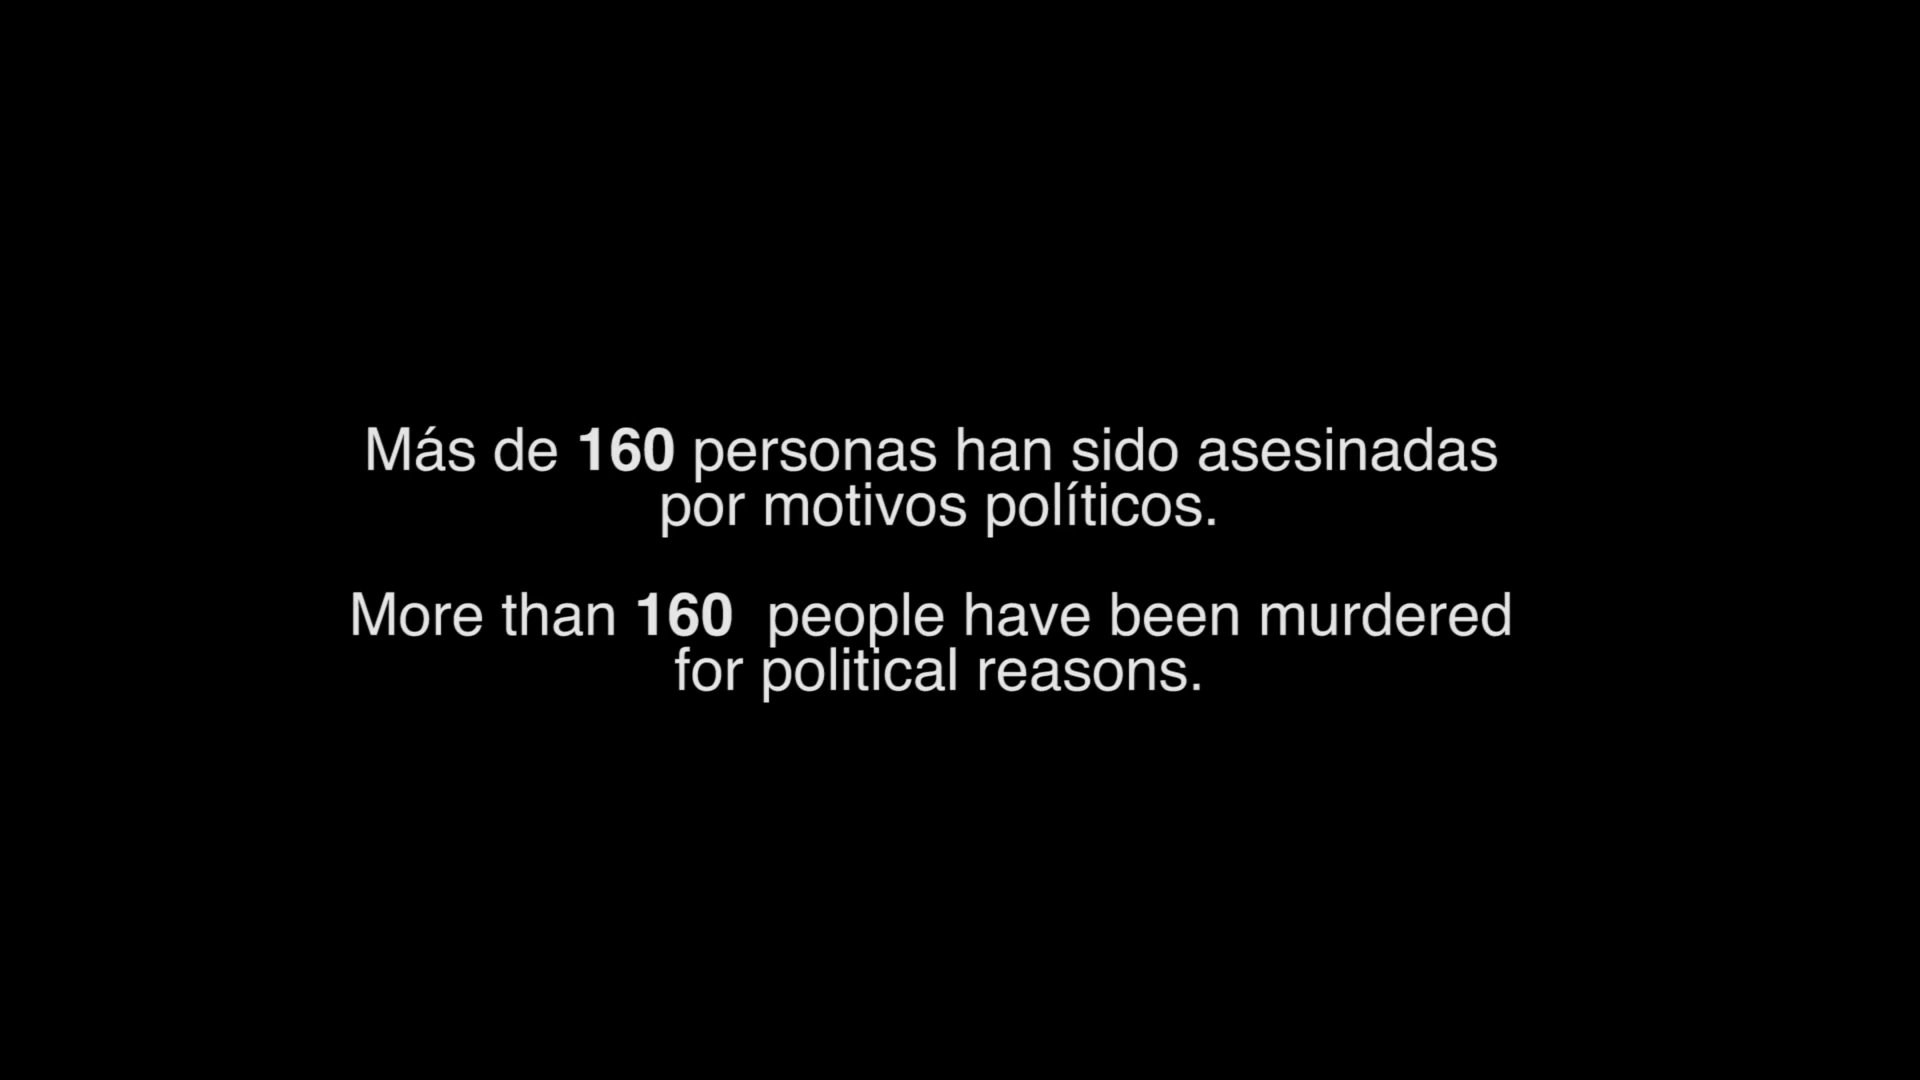 Más de 160 personas han sido asesinadas
por motivos políticos.
More than 160  people have been murdered
for political reasons.